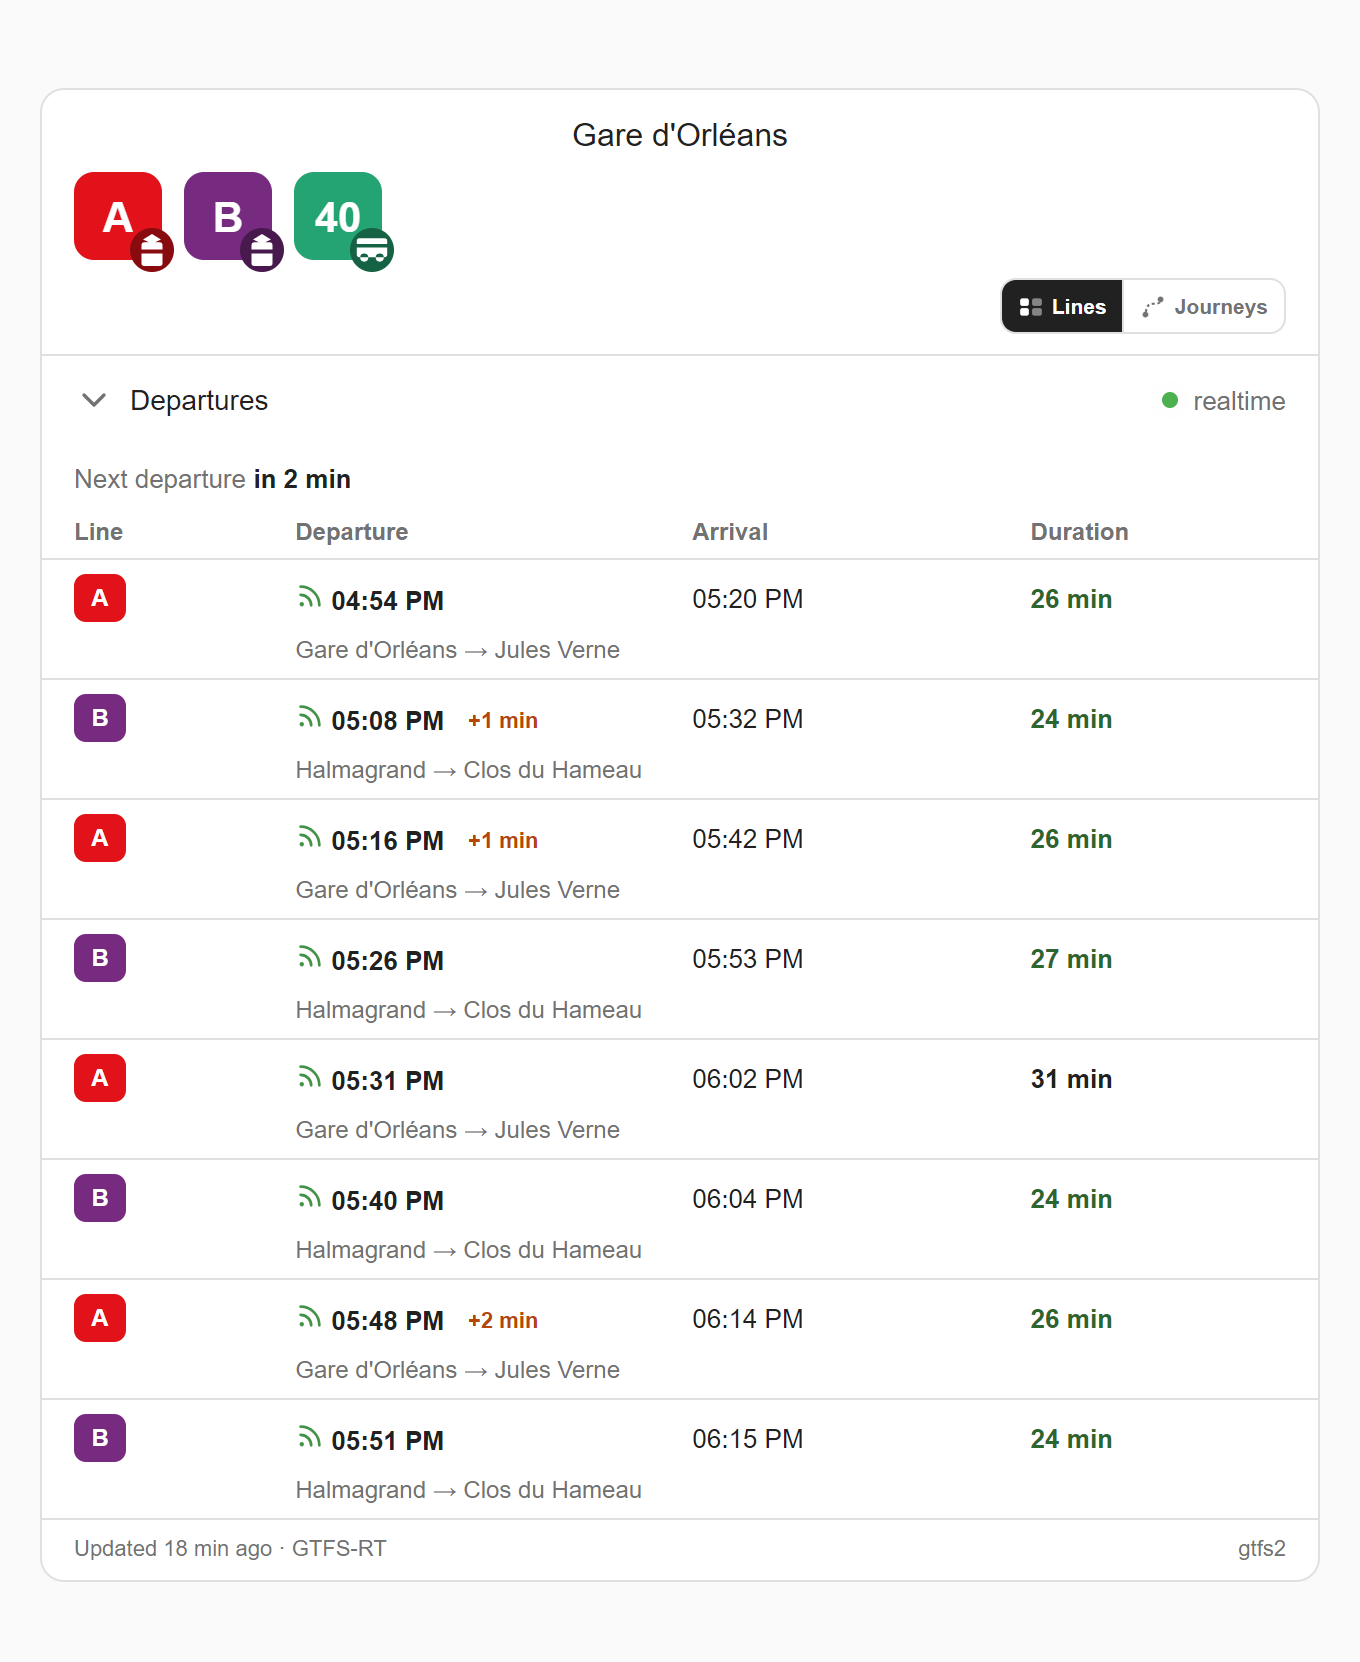 Gare d'Orléans
A B 40
Lines Journeys
Departures realtime
Next departure in 2 min
Line Departure Arrival Duration
A 04:54 PM 05:20 PM 26 min
Gare d'Orléans → Jules Verne
B 05:08 PM +1 min 05:32 PM 24 min
Halmagrand → Clos du Hameau
A 05:16 PM +1 min 05:42 PM 26 min
Gare d'Orléans → Jules Verne
B 05:26 PM 05:53 PM 27 min
Halmagrand → Clos du Hameau
A 05:31 PM 06:02 PM 31 min
Gare d'Orléans → Jules Verne
B 05:40 PM 06:04 PM 24 min
Halmagrand → Clos du Hameau
A 05:48 PM +2 min 06:14 PM 26 min
Gare d'Orléans → Jules Verne
B 05:51 PM 06:15 PM 24 min
Halmagrand → Clos du Hameau
Updated 18 min ago · GTFS-RT gtfs2